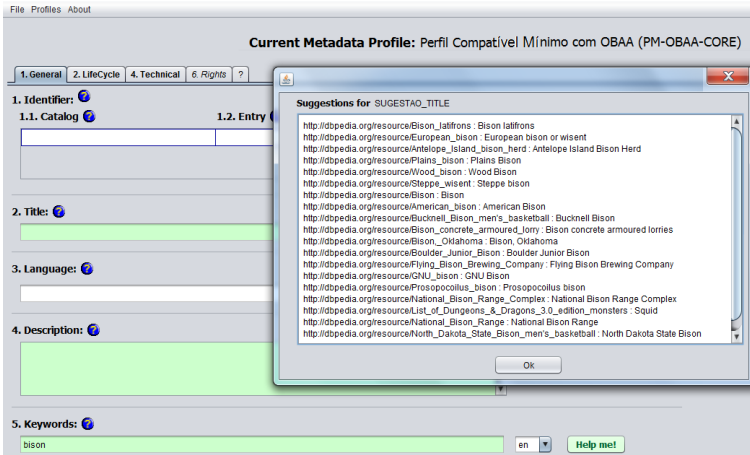 File Profiles About
Current Metadata Profile: Perfil Compatível Mínimo com OBAA (PM-OBAA-CORE)
1. General 2. LifeCycle 4. Technical 6. Rights ?
1. Identifier: ?
1.1. Catalog ? 1.2. Entry
2. Title: ?
3. Language: ?
4. Description: ?
5. Keywords: ?
bison en Help me!
X
Suggestions for SUGESTAO_TITLE
http://dbpedia.org/resource/Bison_latifrons : Bison latifrons
http://dbpedia.org/resource/European_bison : European bison or wisent
http://dbpedia.org/resource/Antelope_Island_bison_herd : Antelope Island Bison Herd
http://dbpedia.org/resource/Plains_bison : Plains Bison
http://dbpedia.org/resource/Wood_bison : Wood Bison
http://dbpedia.org/resource/Steppe_wisent : Steppe bison
http://dbpedia.org/resource/Bison : Bison
http://dbpedia.org/resource/American_bison : American Bison
http://dbpedia.org/resource/Bucknell_Bison_men's_basketball : Bucknell Bison
http://dbpedia.org/resource/Bison_concrete_armoured_lorry : Bison concrete armoured lorries
http://dbpedia.org/resource/Bison,_Oklahoma : Bison, Oklahoma
http://dbpedia.org/resource/Boulder_Junior_Bison : Boulder Junior Bison
http://dbpedia.org/resource/Flying_Bison_Brewing_Company : Flying Bison Brewing Company
http://dbpedia.org/resource/GNU_bison : GNU Bison
http://dbpedia.org/resource/Prosopocoilus_bison : Prosopocoilus bison
http://dbpedia.org/resource/National_Bison_Range_Complex : National Bison Range Complex
http://dbpedia.org/resource/List_of_Dungeons_&_Dragons_3.0_edition_monsters : Squid
http://dbpedia.org/resource/National_Bison_Range : National Bison Range
http://dbpedia.org/resource/North_Dakota_State_Bison_men's_basketball : North Dakota State Bison
Ok